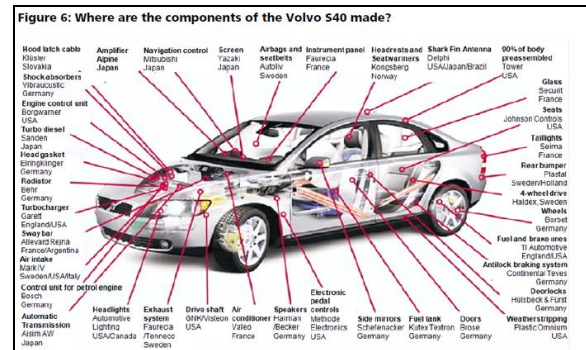 Figure 6: Where are the components of the Volvo S40 made?
Hood latch cable
Klüster
Slovakia
Shock absorbers
Vibracustic
Germany
Engine control unit
Borgwarner
USA
Turbo diesel
Sanden
Japan
Head gasket
Elringklinger
Germany
Radiator
Behr
Germany
Turbocharger
Garett
England/USA
Sway bar
Allevard Rejna
France/Argentina
Air intake
Mark IV
Sweden/USA/Italy
Control unit for petrol engine
Bosch
Germany
Automatic
Transmission
Aisim AW
Japan
Amplifier
Alpine
Japan
Navigation control
Mitsubishi
Japan
Screen
Yazaki
Japan
Airbags and
seatbelts
Autoliv
Sweden
Instrument panel
Faurecia
France
Headrests and
Seatwarmers
Kongsberg
Norway
Shark Fin Antenna
Delphi
USA/Japan/Brazil
90% of body
preassembled
Tower
USA
Glass
Securit
France
Seats
Johnson Controls
USA
Taillights
Seima
France
Rear bumper
Plastal
Sweden/Holland
4-wheel drive
Haldex, Sweden
Wheels
Borbet
Germany
Fuel and brake lines
TI Automotive
England/USA
Antilock braking system
Continental Teves
Germany
Doorlocks
Hülsbeck & Fürst
Germany
Weatherstripping
Plastic Omnium
USA
Headlights
Automotive
Lighting
USA/Canada
Exhaust
system
Faurecia
/Tenneco
Sweden
Drive shaft
GNK/Visteon
USA
Air
conditioner
Valeo
France
Speakers
Harman
/Becker
Germany
Electronic
pedal
controls
Methode
Electronics
USA
Side mirrors
Schefenacker
Germany
Fuel tank
Kutex Textron
Germany
Doors
Brose
Germany